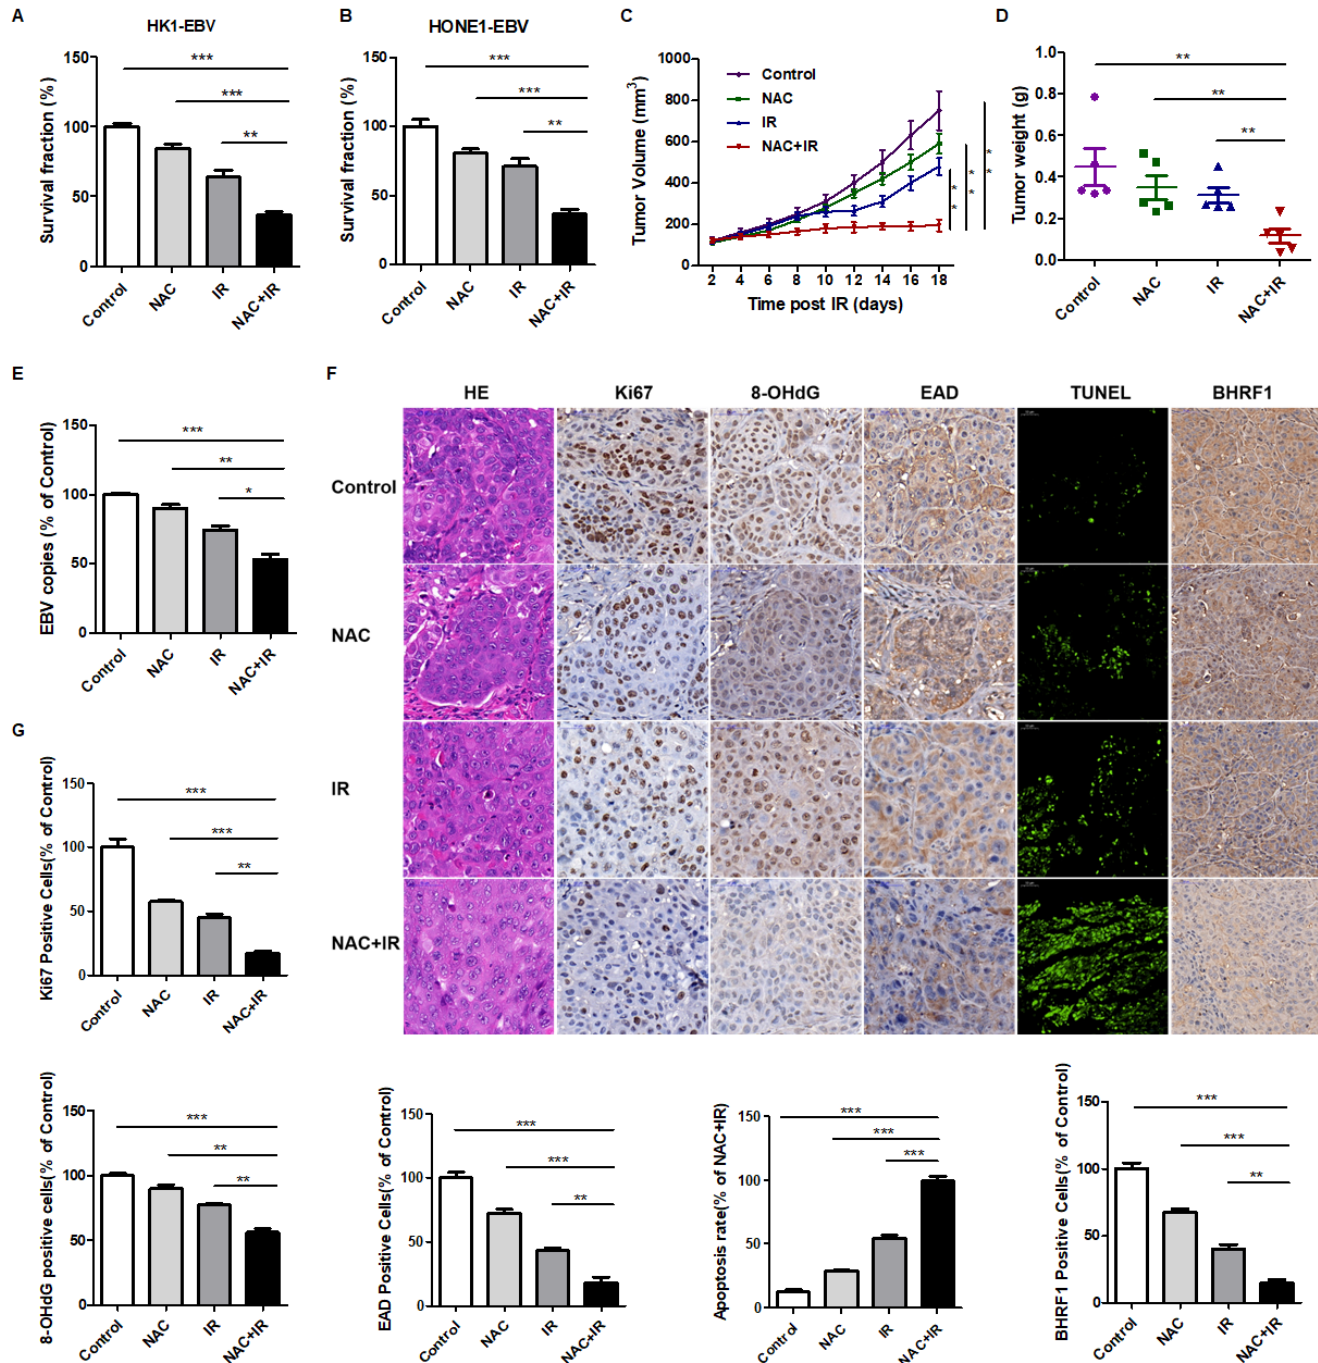 A
HK1-EBV
Survival fraction (%)
150
100
50
0
***
***
**
Control
NAC
IR
NAC+IR
B
HONE1-EBV
Survival fraction (%)
150
100
50
0
***
***
**
Control
NAC
IR
NAC+IR
C
Tumor Volume (mm³)
1000
800
600
400
200
0
Control
NAC
IR
NAC+IR
**
**
**
2 4 6 8 10 12 14 16 18
Time post IR (days)
D
Tumor weight (g)
1.0
0.8
0.6
0.4
0.2
0.0
**
**
**
Control
NAC
IR
NAC+IR
E
EBV copies (% of Control)
150
100
50
0
***
**
*
Control
NAC
IR
NAC+IR
F
HE Ki67 8-OHdG EAD TUNEL BHRF1
Control
NAC
IR
NAC+IR
G
Ki67 Positive Cells(% of Control)
150
100
50
0
***
***
**
Control
NAC
IR
NAC+IR
8-OHdG positive cells(% of Control)
150
100
50
0
***
**
**
Control
NAC
IR
NAC+IR
EAD Positive Cells(% of Control)
150
100
50
0
***
***
**
Control
NAC
IR
NAC+IR
Apoptosis rate(% of NAC+IR)
150
100
50
0
***
***
***
Control
NAC
IR
NAC+IR
BHRF1 Positive Cells(% of Control)
150
100
50
0
***
***
**
Control
NAC
IR
NAC+IR